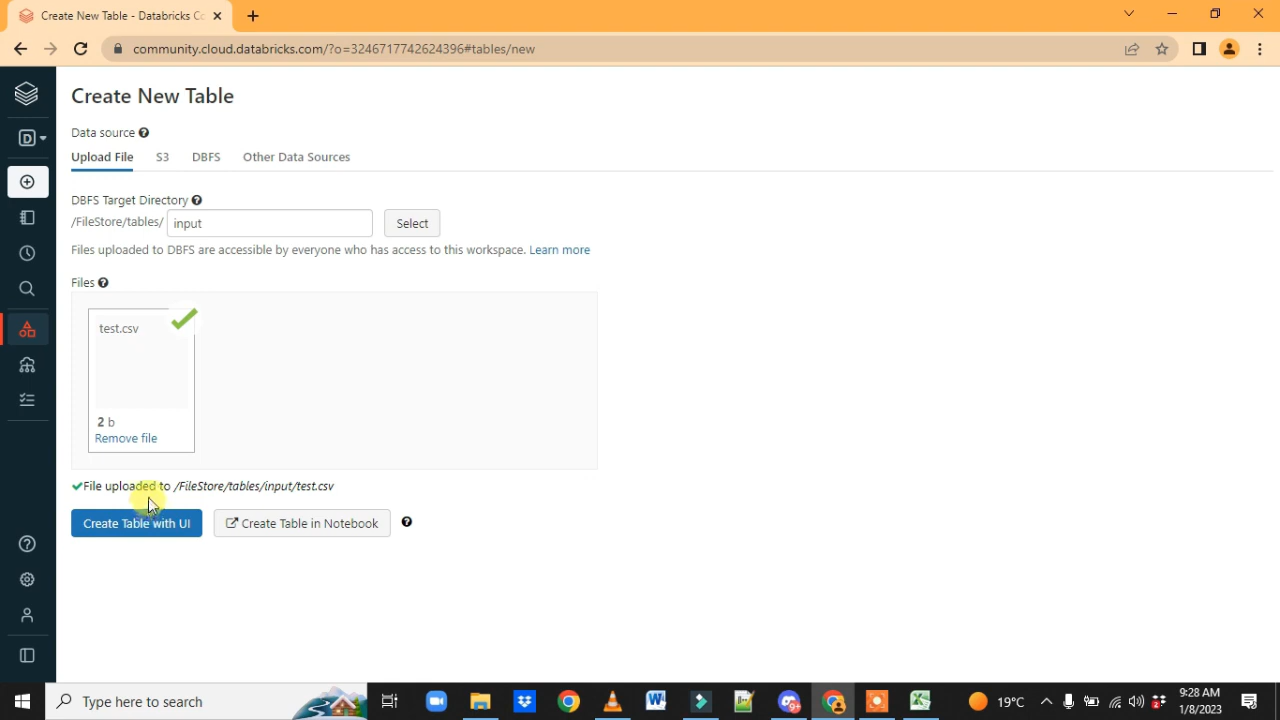 Create New Table - Databricks Cc
community.cloud.databricks.com/?o=3246717742624396#tables/new
Create New Table
Data source
Upload File S3 DBFS Other Data Sources
DBFS Target Directory
/FileStore/tables/ input Select
Files uploaded to DBFS are accessible by everyone who has access to this workspace. Learn more
Files
test.csv
2 b
Remove file
File uploaded to /FileStore/tables/input/test.csv
Create Table with UI Create Table in Notebook
D
Type here to search
19°C
9:28 AM
1/8/2023